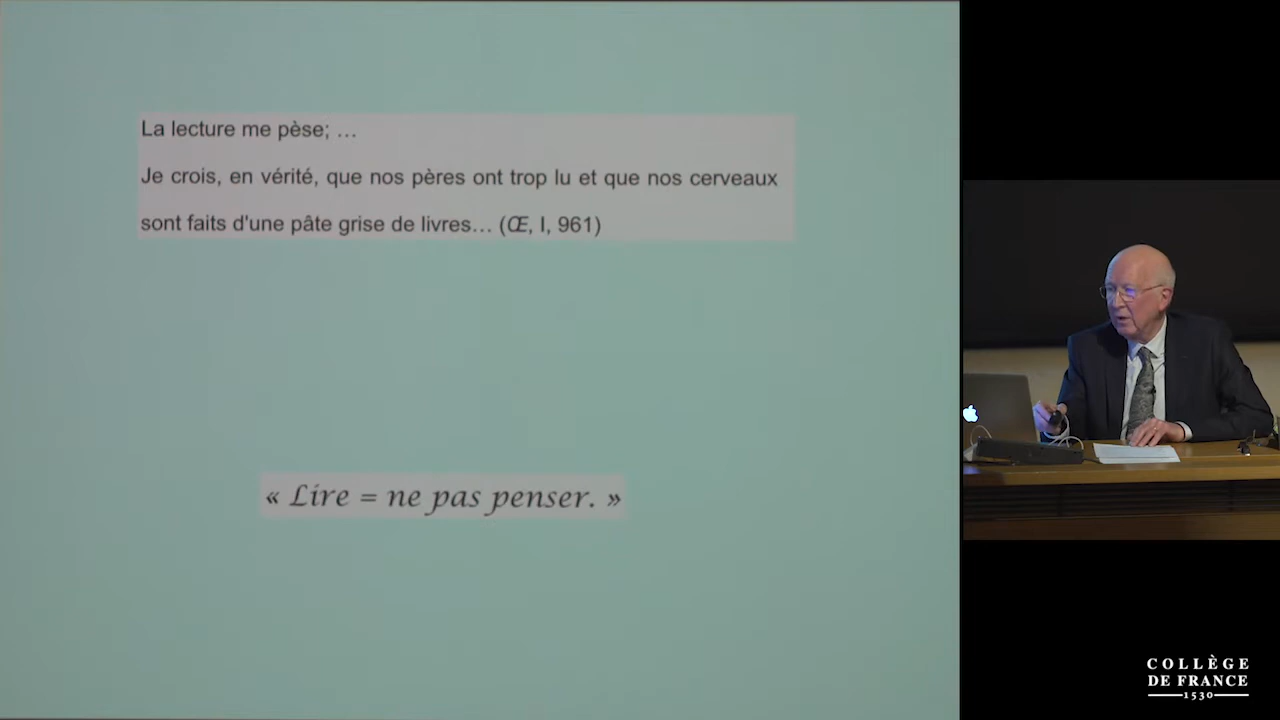 La lecture me pèse; …
Je crois, en vérité, que nos pères ont trop lu et que nos cerveaux
sont faits d'une pâte grise de livres… (Œ, I, 961)
« Lire = ne pas penser. »
COLLÈGE
DE FRANCE
1530